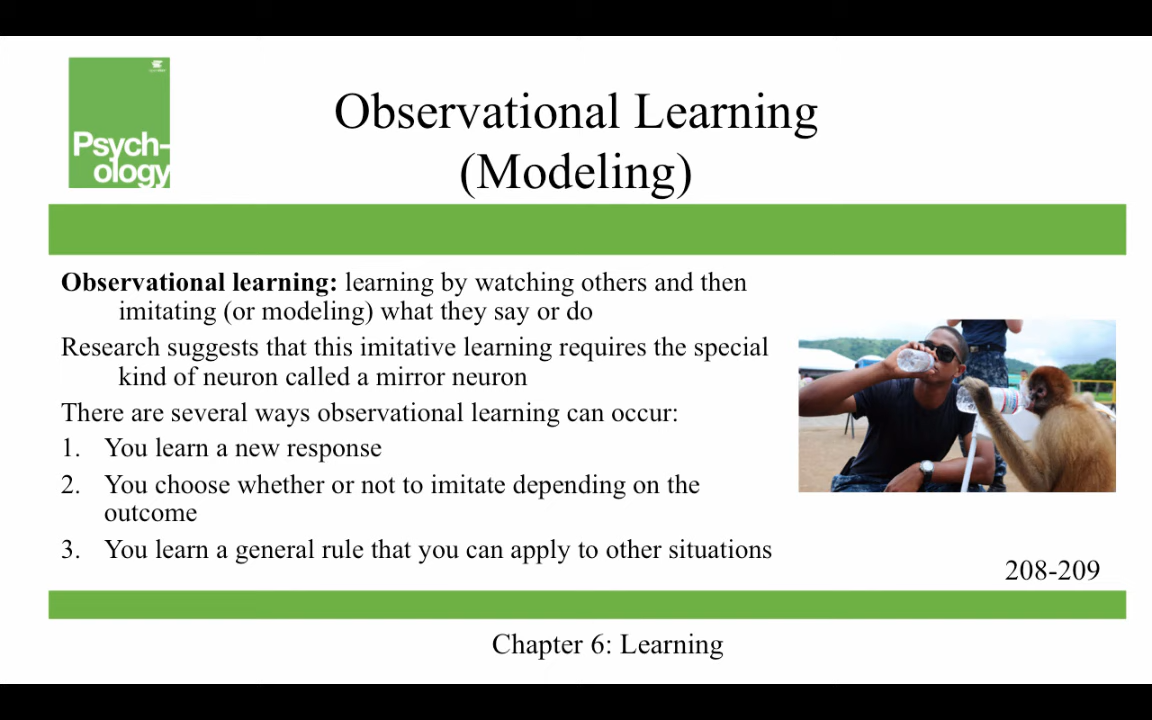 Psych-
ology
Observational Learning
(Modeling)
Observational learning: learning by watching others and then
imitating (or modeling) what they say or do
Research suggests that this imitative learning requires the special
kind of neuron called a mirror neuron
There are several ways observational learning can occur:
1. You learn a new response
2. You choose whether or not to imitate depending on the
outcome
3. You learn a general rule that you can apply to other situations
208-209
Chapter 6: Learning